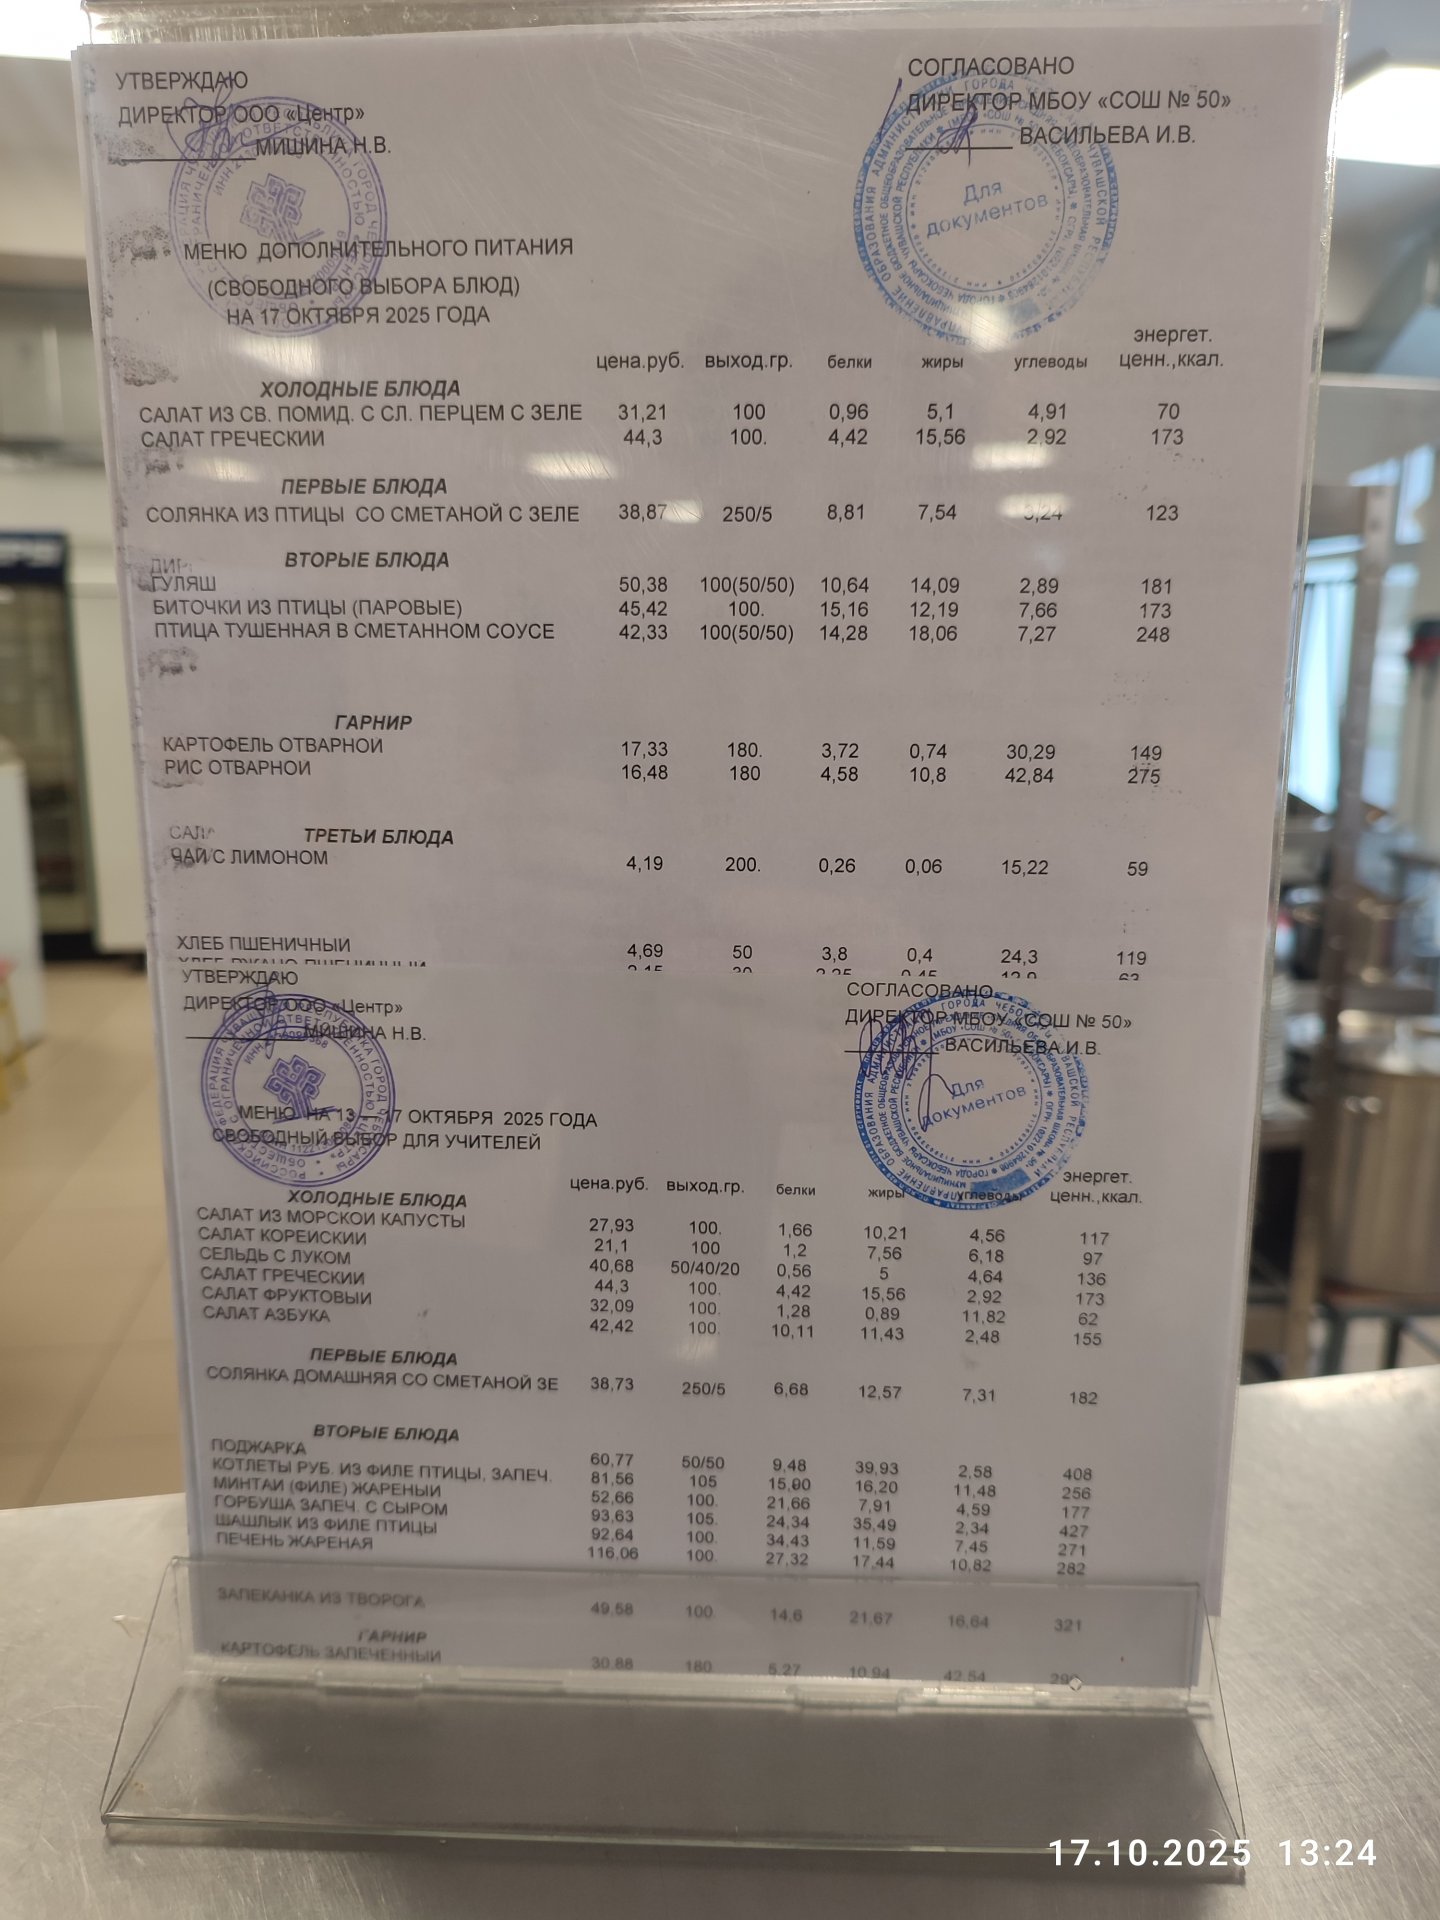 УТВЕРЖДАЮ
ДИРЕКТОР ООО «Центр»
МИШИНА Н.В.
СОГЛАСОВАНО
ДИРЕКТОР МБОУ «СОШ № 50»
ВАСИЛЬЕВА И.В.
Для
документов
МЕНЮ ДОПОЛНИТЕЛЬНОГО ПИТАНИЯ
(СВОБОДНОГО ВЫБОРА БЛЮД)
НА 17 ОКТЯБРЯ 2025 ГОДА
цена.руб. выход.гр. белки жиры углеводы энергет. ценн.,ккал.
ХОЛОДНЫЕ БЛЮДА
САЛАТ ИЗ СВ. ПОМИД. С СЛ. ПЕРЦЕМ С ЗЕЛЕ 31,21 100 0,96 5,1 4,91 70
САЛАТ ГРЕЧЕСКИЙ 44,3 100. 4,42 15,56 2,92 173
ПЕРВЫЕ БЛЮДА
СОЛЯНКА ИЗ ПТИЦЫ СО СМЕТАНОЙ С ЗЕЛЕ 38,87 250/5 8,81 7,54 123
ВТОРЫЕ БЛЮДА
ГУЛЯШ 50,38 100(50/50) 10,64 14,09 2,89 181
БИТОЧКИ ИЗ ПТИЦЫ (ПАРОВЫЕ) 45,42 100. 15,16 12,19 7,66 173
ПТИЦА ТУШЕННАЯ В СМЕТАННОМ СОУСЕ 42,33 100(50/50) 14,28 18,06 7,27 248
ГАРНИР
КАРТОФЕЛЬ ОТВАРНОЙ 17,33 180. 3,72 0,74 30,29 149
РИС ОТВАРНОЙ 16,48 180 4,58 10,8 42,84 275
ТРЕТЬИ БЛЮДА
ЧАЙ С ЛИМОНОМ 4,19 200. 0,26 0,06 15,22 59
ХЛЕБ ПШЕНИЧНЫЙ 4,69 50 3,8 0,4 24,3 119
УТВЕРЖДАЮ
ДИРЕКТОР ООО «Центр»
МИШИНА Н.В.
СОГЛАСОВАНО
ДИРЕКТОР МБОУ «СОШ № 50»
ВАСИЛЬЕВА И.В.
Для
документов
МЕНЮ НА 13 ОКТЯБРЯ 2025 ГОДА
СВОБОДНЫЙ ВЫБОР ДЛЯ УЧИТЕЛЕЙ
цена.руб. выход.гр. белки жиры углеводы энергет. ценн.,ккал.
ХОЛОДНЫЕ БЛЮДА
САЛАТ ИЗ МОРСКОЙ КАПУСТЫ 27,93 100. 1,66 10,21 4,56 117
САЛАТ КОРЕЙСКИЙ 21,1 100 1,2 7,56 6,18 97
СЕЛЬДЬ С ЛУКОМ 40,68 50/40/20 0,56 5 4,64 136
САЛАТ ГРЕЧЕСКИЙ 44,3 100. 4,42 15,56 2,92 173
САЛАТ ФРУКТОВЫЙ 32,09 100. 1,28 0,89 11,82 62
САЛАТ АЗБУКА 42,42 100. 10,11 11,43 2,48 155
ПЕРВЫЕ БЛЮДА
СОЛЯНКА ДОМАШНЯЯ СО СМЕТАНОЙ ЗЕ 38,73 250/5 6,68 12,57 7,31 182
ВТОРЫЕ БЛЮДА
ПОДЖАРКА 60,77 50/50 9,48 39,93 2,58 408
КОТЛЕТЫ РУБ. ИЗ ФИЛЕ ПТИЦЫ, ЗАПЕЧ. 81,56 105 15,90 16,20 11,48 256
МИНТАЙ (ФИЛЕ) ЖАРЕНЫЙ 52,66 100. 21,66 7,91 4,59 177
ГОРБУША ЗАПЕЧ. С СЫРОМ 93,63 105. 24,34 35,49 2,34 427
ШАШЛЫК ИЗ ФИЛЕ ПТИЦЫ 92,64 100. 34,43 11,59 7,45 271
ПЕЧЕНЬ ЖАРЕНАЯ 116,06 100. 27,32 17,44 10,82 282
ЗАПЕКАНКА ИЗ ТВОРОГА 49,58 100. 14,6 21,67 16,64 321
ГАРНИР
КАРТОФЕЛЬ ЗАПЕЧЕННЫЙ 30,88 180 5,27 10,94 42,54
17.10.2025 13:24